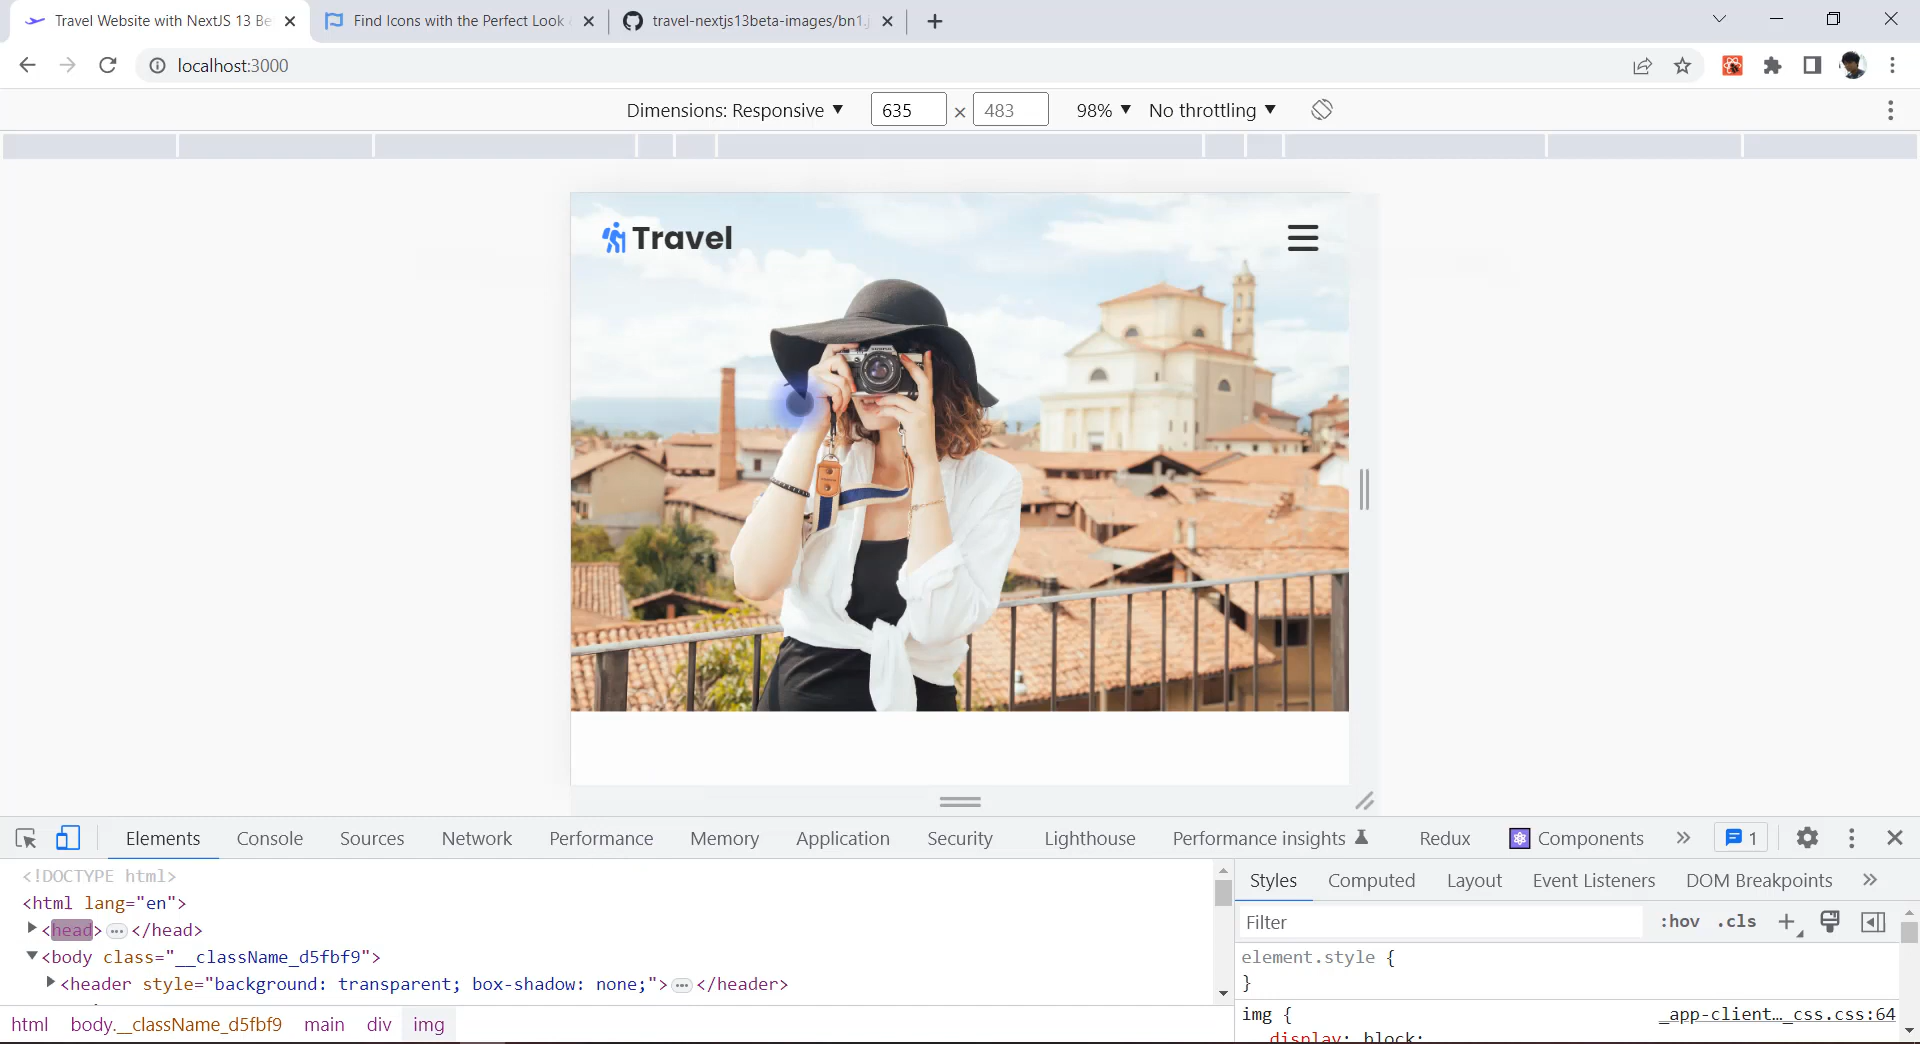 Travel Website with NextJS 13 Be
Find Icons with the Perfect Look
travel-nextjs13beta-images/bn1.j
localhost:3000
Dimensions: Responsive 635 × 483 98% No throttling
Travel
Elements Console Sources Network Performance Memory Application Security Lighthouse Performance insights Redux Components 1
<!DOCTYPE html>
<html lang="en">
<head> </head>
<body class="__className_d5fbf9">
<header style="background: transparent; box-shadow: none;"> </header>
html body.__className_d5fbf9 main div img
Styles Computed Layout Event Listeners DOM Breakpoints
Filter :hov .cls
element.style {
}
img { _app-client…_css.css:64
display: block;